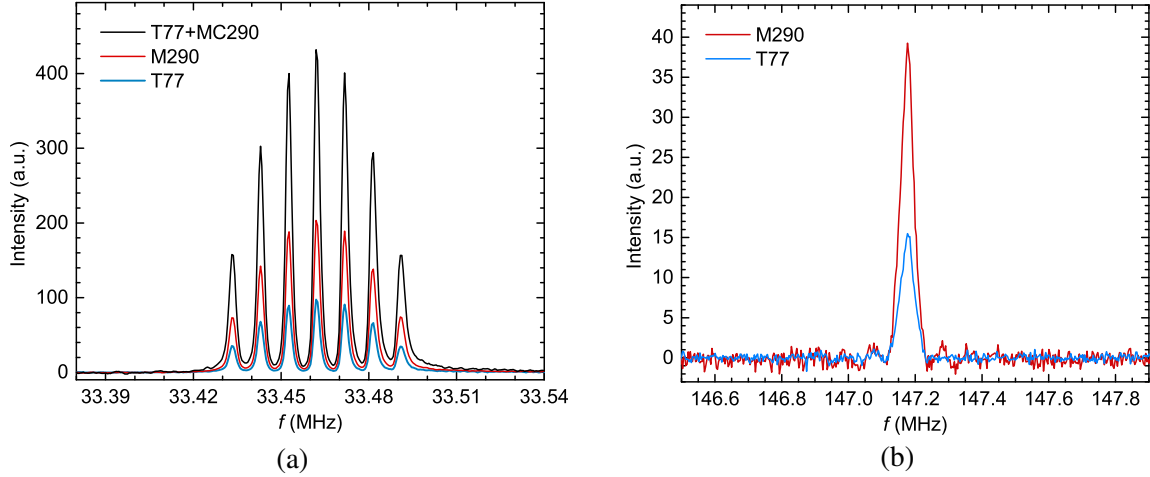 T77+MC290
M290
T77
400
300
200
100
0
Intensity (a.u.)
33.39 33.42 33.45 33.48 33.51 33.54
f (MHz)
(a)
M290
T77
40
35
30
25
20
15
10
5
0
Intensity (a.u.)
146.6 146.8 147.0 147.2 147.4 147.6 147.8
f (MHz)
(b)